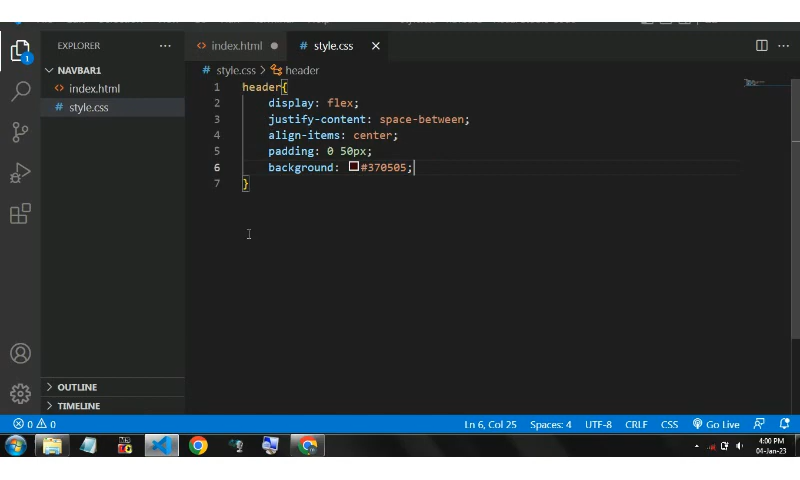 EXPLORER
index.html
style.css
NAVBAR1
style.css > header
index.html
style.css
1 header{
2 display: flex;
3 justify-content: space-between;
4 align-items: center;
5 padding: 0 50px;
6 background: #370505;
7 }
1
OUTLINE
TIMELINE
0 0
Ln 6, Col 25
Spaces: 4
UTF-8
CRLF
CSS
Go Live
4:00 PM
04-Jan-23